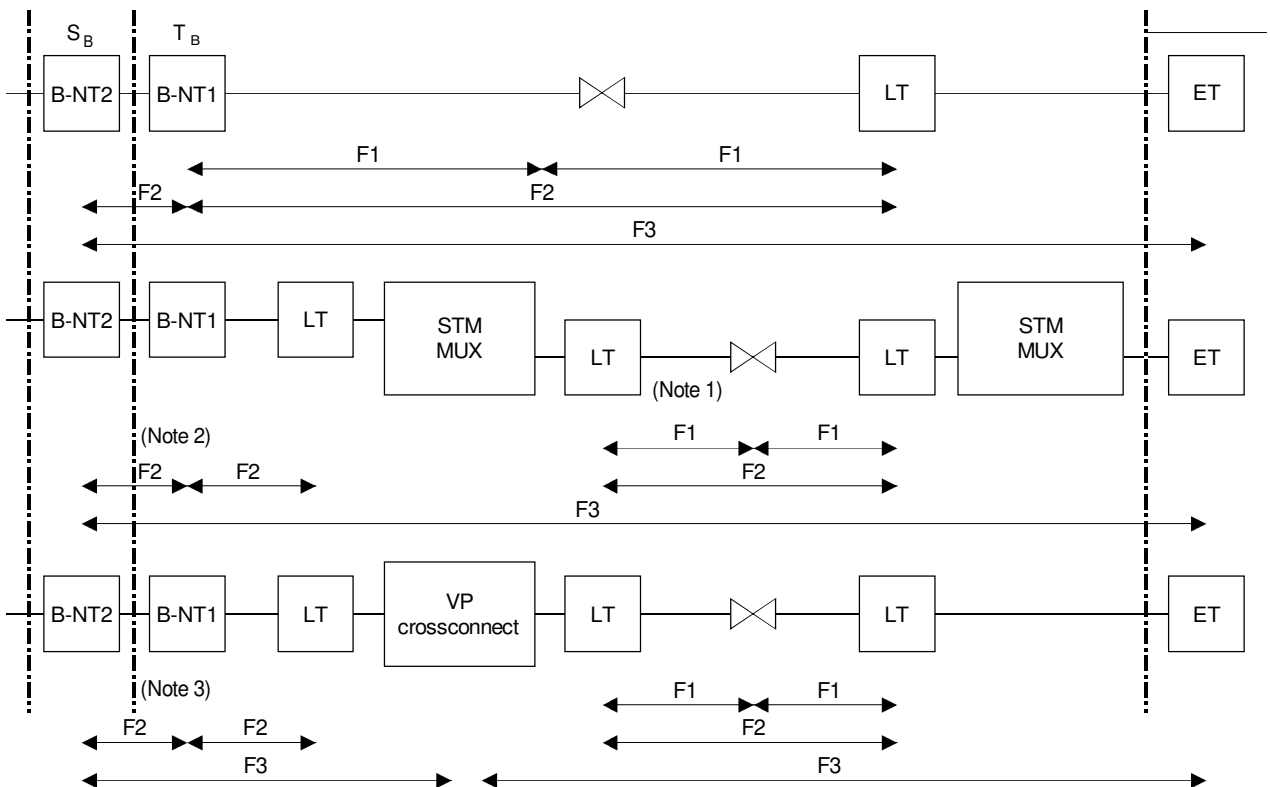 S B T B
B-NT2 B-NT1 LT ET
F1 F1
F2 F2
F3
B-NT2 B-NT1 LT STM MUX LT LT STM MUX ET
(Note 1)
(Note 2)
F1 F1
F2 F2 F2
F3
B-NT2 B-NT1 LT VP crossconnect LT LT ET
(Note 3)
F1 F1
F2 F2 F2
F3 F3